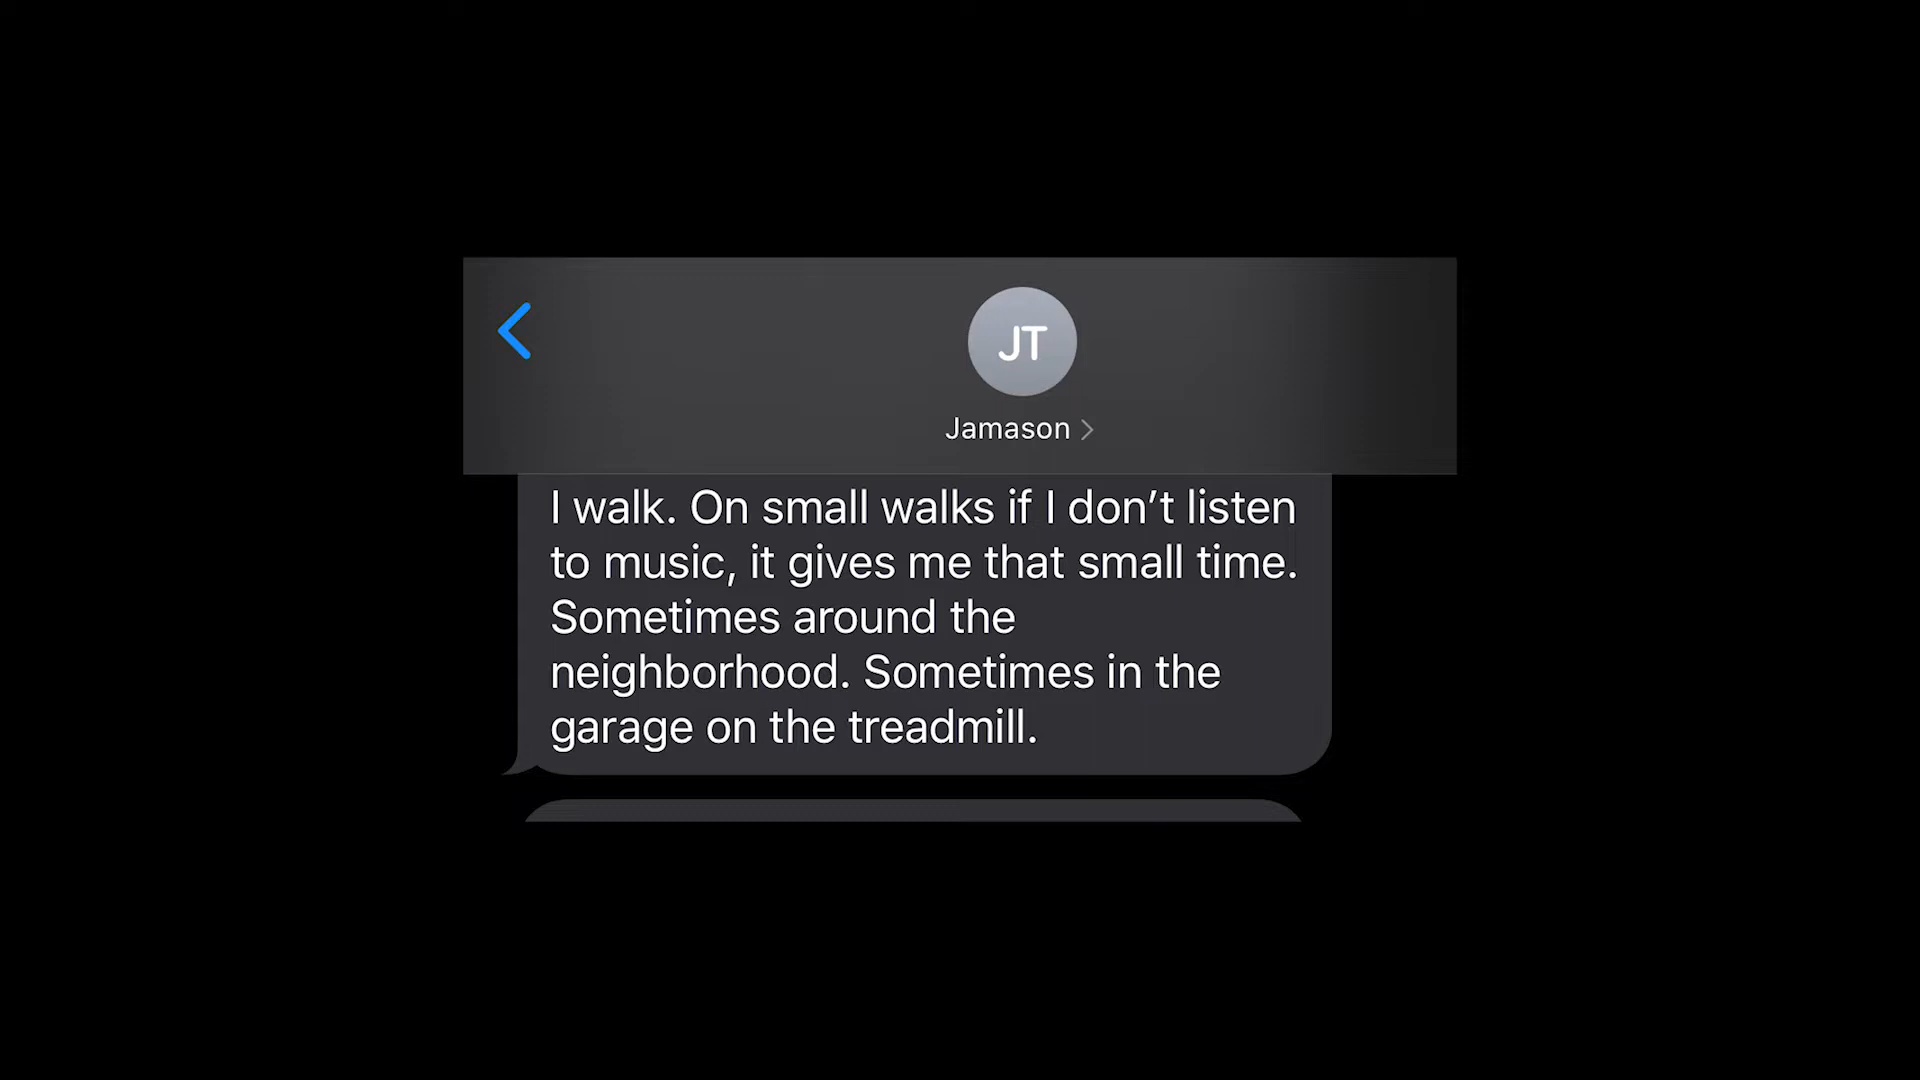 JT
Jamason
I walk. On small walks if I don’t listen
to music, it gives me that small time.
Sometimes around the
neighborhood. Sometimes in the
garage on the treadmill.